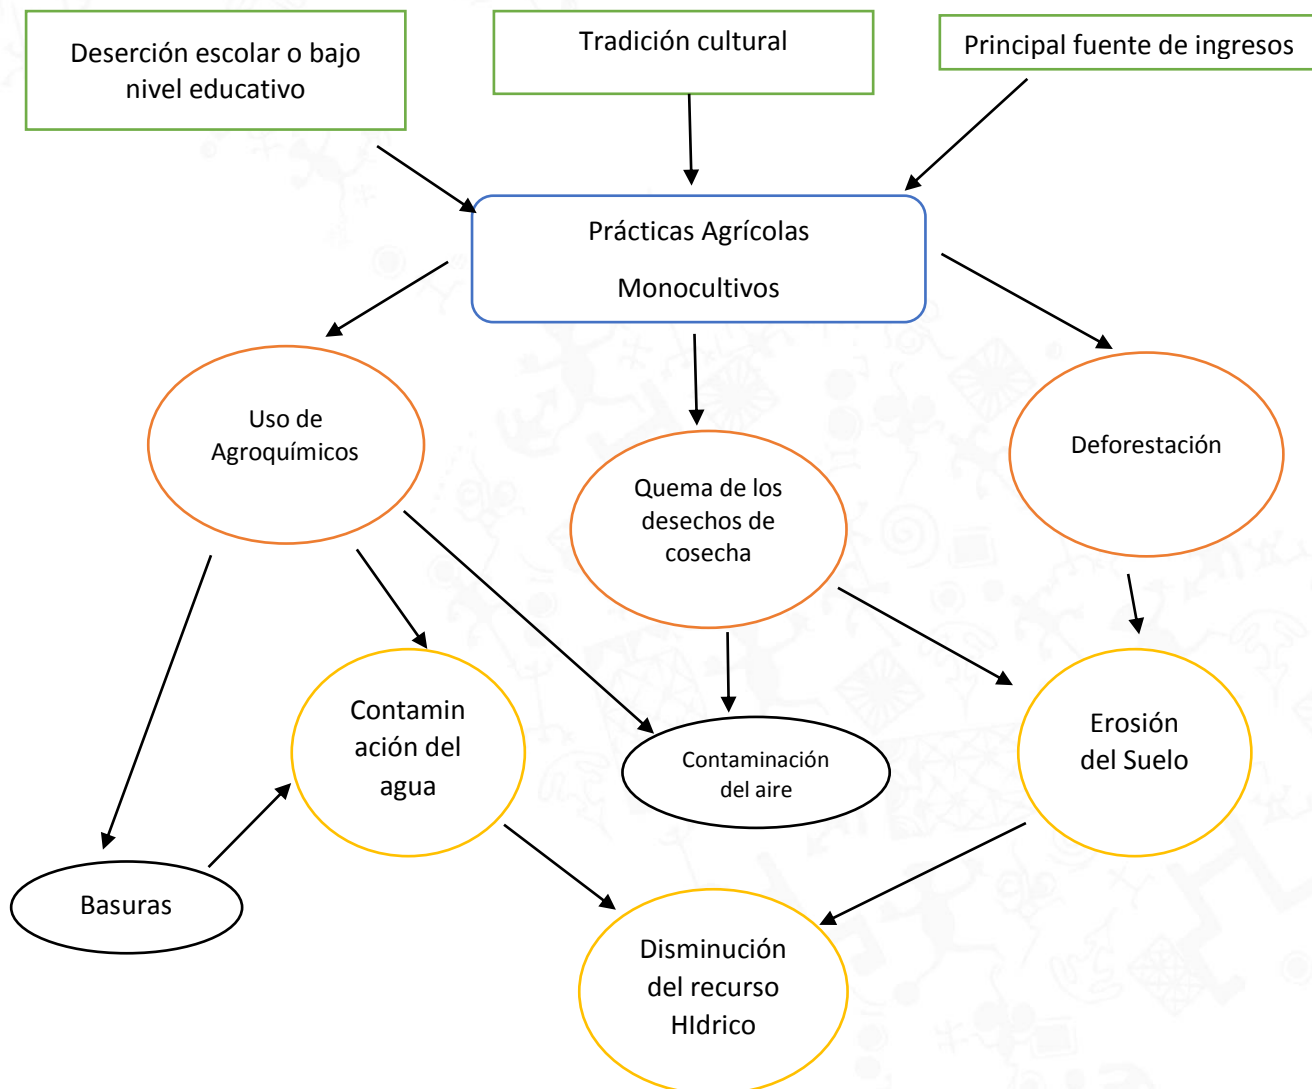 Deserción escolar o bajo
nivel educativo
Tradición cultural
Principal fuente de ingresos
Prácticas Agrícolas
Monocultivos
Uso de
Agroquímicos
Quema de los
desechos de
cosecha
Deforestación
Contamin
ación del
agua
Contaminación
del aire
Erosión
del Suelo
Basuras
Disminución
del recurso
HIdrico